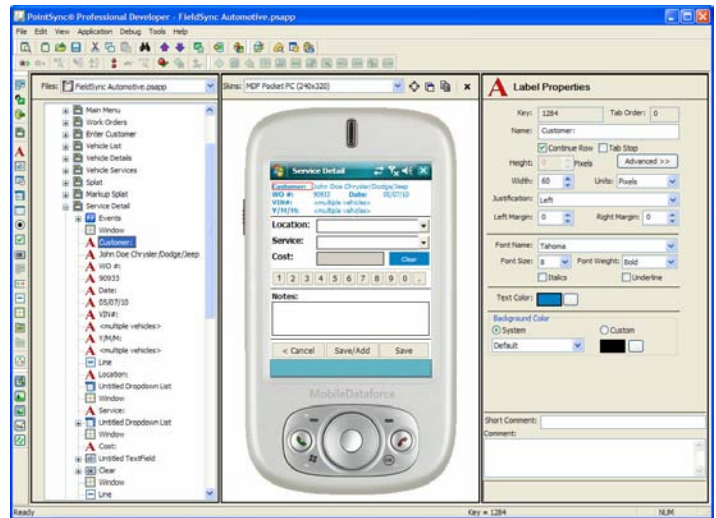 PointSync® Professional Developer - FieldSync Automotive.psapp
File Edit View Application Debug Tools Help
Files: FieldSync Automotive.psapp
Skins: MDF Pocket PC (240x320)
Label Properties
Main Menu
Work Orders
Enter Customer
Vehicle List
Vehicle Details
Vehicle Services
Splat
Markup Splat
Service Detail
Events
Window
Customer:
John Doe Chrysler/Dodge/Jeep
WO #:
90933
Date:
05/07/10
VIN#:
<multiple vehicles>
Y/M/M:
<multiple vehicles>
Line
Location:
Untitled Dropdown List
Window
Service:
Untitled Dropdown List
Window
Cost:
Untitled TextField
Clear
Window
Line
Service Detail
Customer: John Doe Chrysler/Dodge/Jeep
WO #: 90933 Date: 05/07/10
VIN#: <multiple vehicles>
Y/M/M: <multiple vehicles>
Location:
Service:
Cost: Clear
1 2 3 4 5 6 7 8 9 0 .
Notes:
< Cancel Save/Add Save
MobileDataforce
Key: 1284 Tab Order: 0
Name: Customer:
Continue Row Tab Stop
Height: 0 Pixels Advanced >>
Width: 60 Units: Pixels
Justification: Left
Left Margin: 0 Right Margin: 0
Font Name: Tahoma
Font Size: 8 Font Weight: Bold
Italics Underline
Text Color:
Background Color
System Custom
Default
Short Comment:
Comment:
Ready Key = 1284 NUM